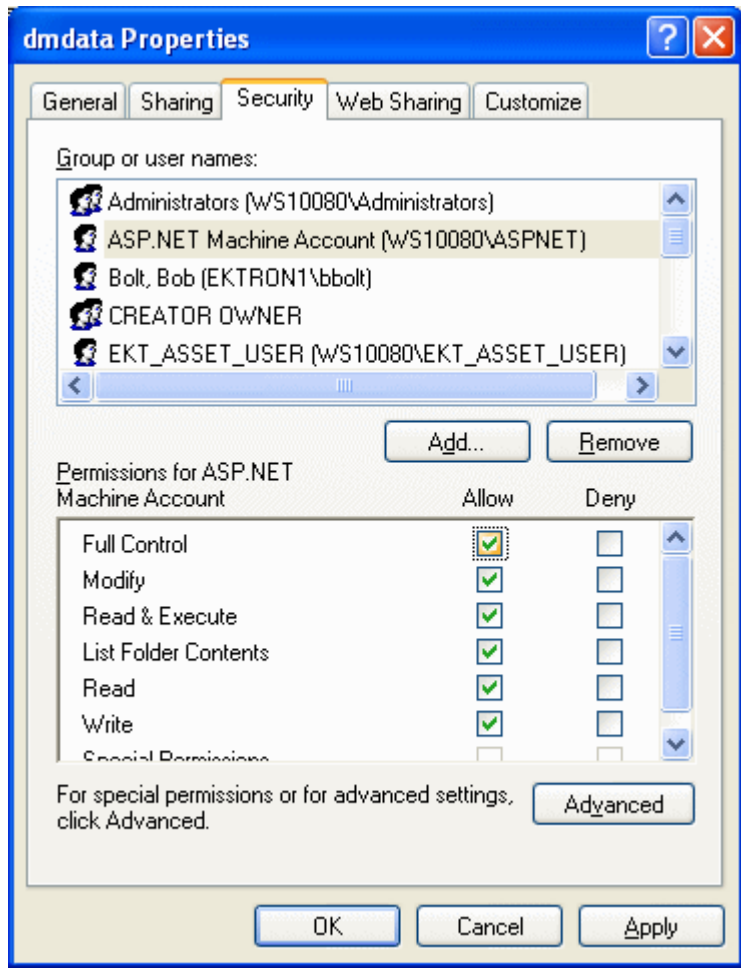 dmdata Properties
General Sharing Security Web Sharing Customize
Group or user names:
Administrators (WS10080\Administrators)
ASP.NET Machine Account (WS10080\ASPNET)
Bolt, Bob (EKTRON1\bbolt)
CREATOR OWNER
EKT_ASSET_USER (WS10080\EKT_ASSET_USER)
Add... Remove
Permissions for ASP.NET
Machine Account Allow Deny
Full Control
Modify
Read & Execute
List Folder Contents
Read
Write
Special Permissions
For special permissions or for advanced settings,
click Advanced. Advanced
OK Cancel Apply